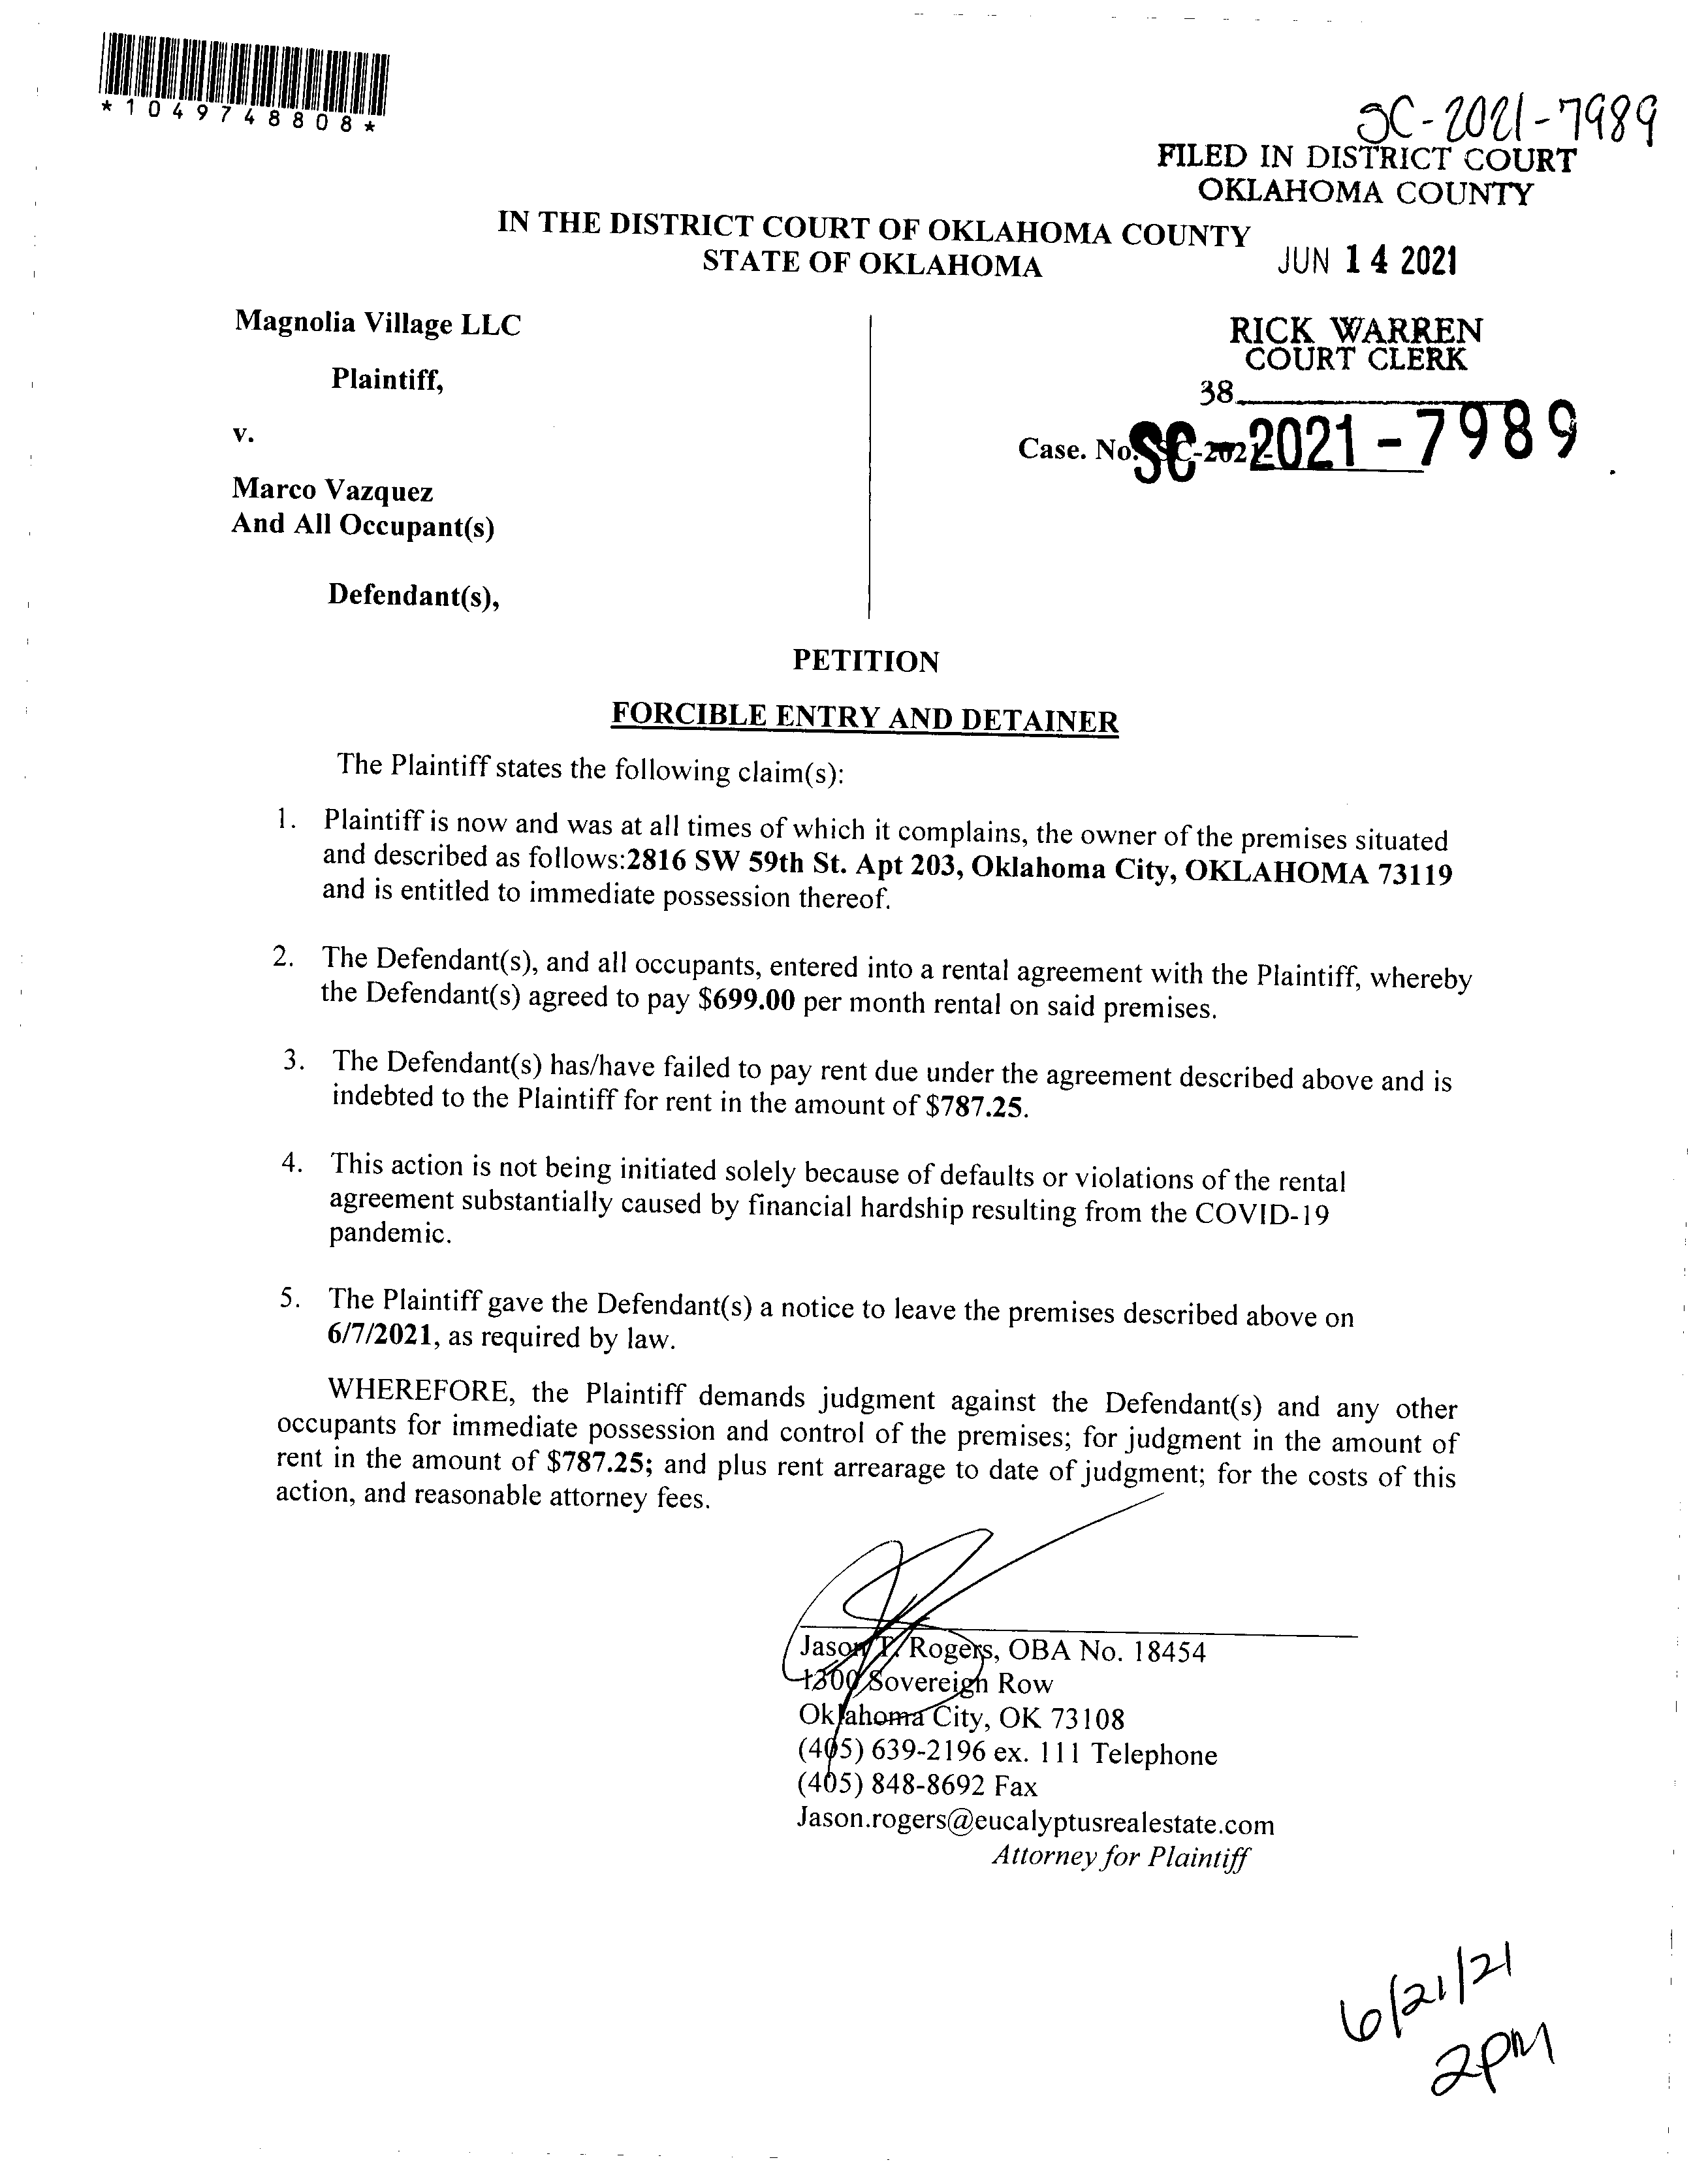 *1049748808*
SC-2021-7989
FILED IN DISTRICT COURT
OKLAHOMA COUNTY
IN THE DISTRICT COURT OF OKLAHOMA COUNTY
STATE OF OKLAHOMA
JUN 14 2021
Magnolia Village LLC
RICK WARREN
COURT CLERK
Plaintiff,
38
v.
Case. No. SC-2021-7989
Marco Vazquez
And All Occupant(s)
Defendant(s),
PETITION
FORCIBLE ENTRY AND DETAINER
The Plaintiff states the following claim(s):
1. Plaintiff is now and was at all times of which it complains, the owner of the premises situated
and described as follows:2816 SW 59th St. Apt 203, Oklahoma City, OKLAHOMA 73119
and is entitled to immediate possession thereof.
2. The Defendant(s), and all occupants, entered into a rental agreement with the Plaintiff, whereby
the Defendant(s) agreed to pay $699.00 per month rental on said premises.
3. The Defendant(s) has/have failed to pay rent due under the agreement described above and is
indebted to the Plaintiff for rent in the amount of $787.25.
4. This action is not being initiated solely because of defaults or violations of the rental
agreement substantially caused by financial hardship resulting from the COVID-19
pandemic.
5. The Plaintiff gave the Defendant(s) a notice to leave the premises described above on
6/7/2021, as required by law.
WHEREFORE, the Plaintiff demands judgment against the Defendant(s) and any other
occupants for immediate possession and control of the premises; for judgment in the amount of
rent in the amount of $787.25; and plus rent arrearage to date of judgment; for the costs of this
action, and reasonable attorney fees.
Jason T. Rogers, OBA No. 18454
1300 Sovereign Row
Oklahoma City, OK 73108
(405) 639-2196 ex. 111 Telephone
(405) 848-8692 Fax
Jason.rogers@eucalyptusrealestate.com
Attorney for Plaintiff
6/21/21
2PM